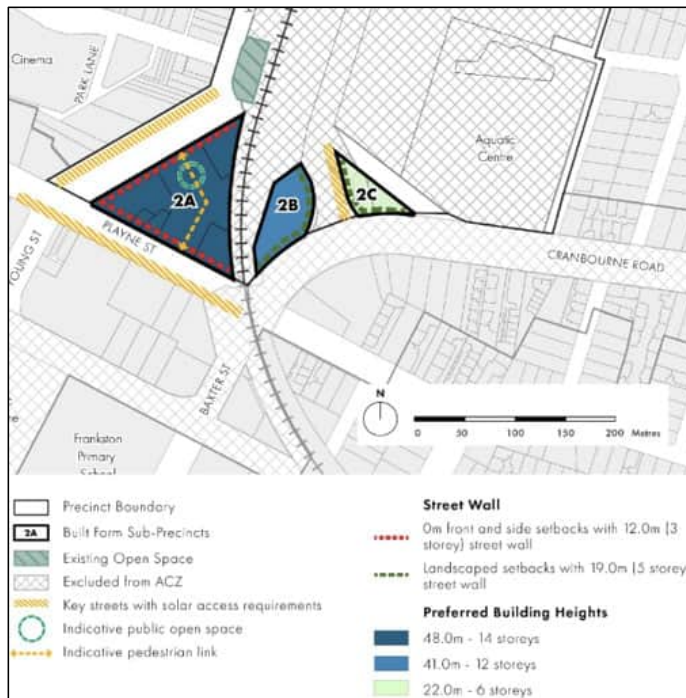 Cinema
PARK LANE
Aquatic
Centre
2A
2B
2C
PLAYNE ST
YOUNG ST
CRANBOURNE ROAD
BAXTER ST
N
0 50 100 150 200 Metres
Frankston
Primary
School
Precinct Boundary
2A Built Form Sub-Precincts
Existing Open Space
Excluded from ACZ
Key streets with solar access requirements
Indicative public open space
Indicative pedestrian link
Street Wall
0m front and side setbacks with 12.0m (3
storey) street wall
Landscaped setbacks with 19.0m (5 storey
street wall
Preferred Building Heights
48.0m - 14 storeys
41.0m - 12 storeys
22.0m - 6 storeys